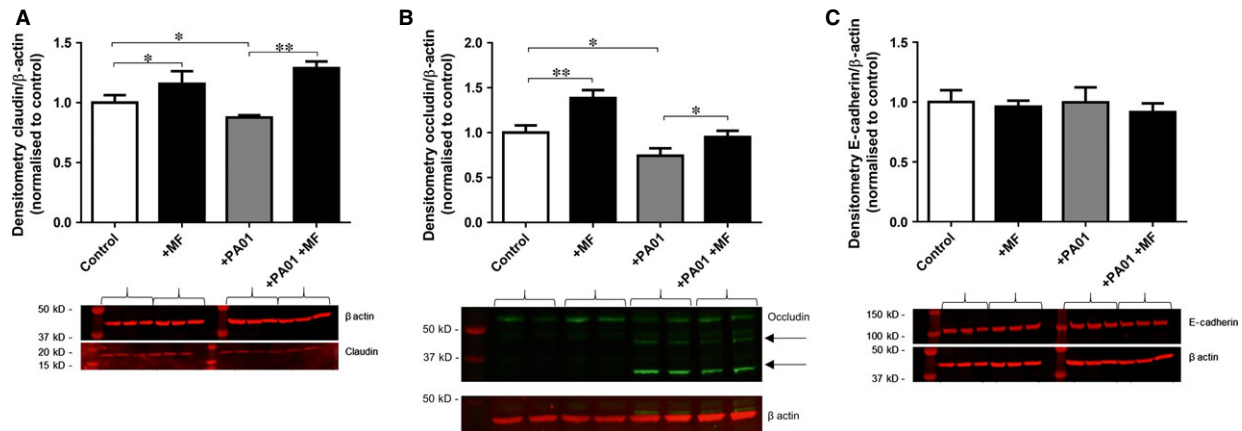 A
Densitometry claudin/β-actin
(normalised to control)
1.5
1.0
0.5
0.0
*
*
**
Control
+MF
+PA01
+PA01 +MF
50 kD -
37 kD -
20 kD -
15 kD -
β actin
Claudin
B
Densitometry occludin/β-actin
(normalised to control)
2.0
1.5
1.0
0.5
0.0
*
**
*
Control
+MF
+PA01
+PA01 +MF
50 kD -
37 kD -
50 kD -
Occludin
β actin
C
Densitometry E-cadherin/β-actin
(normalised to control)
1.5
1.0
0.5
0.0
Control
+MF
+PA01
+PA01 +MF
150 kD -
100 kD -
50 kD -
37 kD -
E-cadherin
β actin